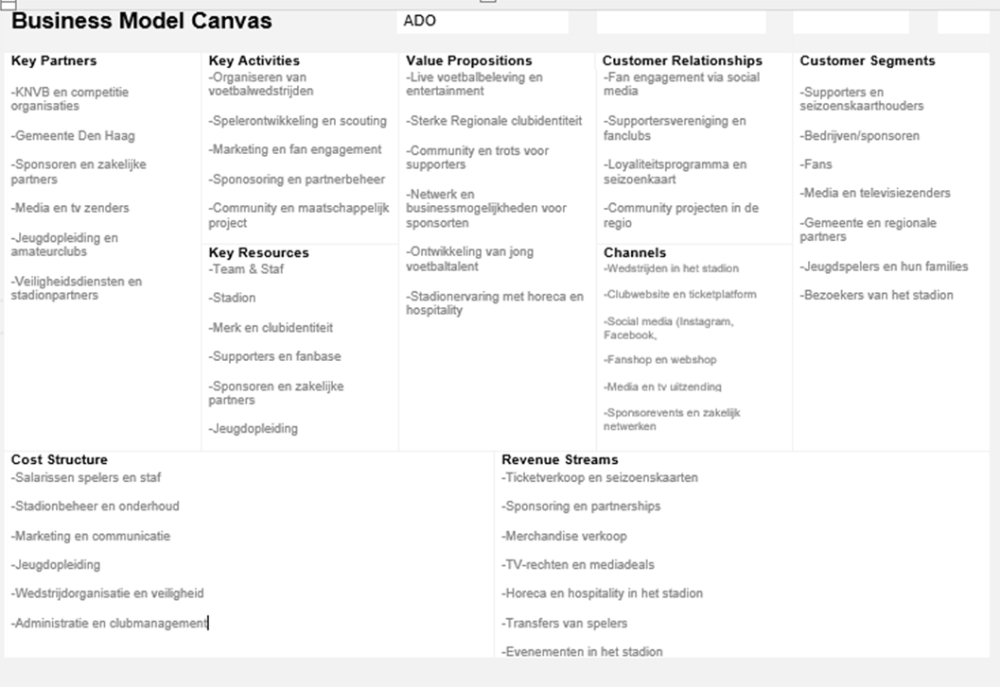 Business Model Canvas
ADO
Key Partners
-KNVB en competitie
organisaties
-Gemeente Den Haag
-Sponsoren en zakelijke
partners
-Media en tv zenders
-Jeugdopleiding en
amateurclubs
-Veiligheidsdiensten en
stadionpartners
Key Activities
-Organiseren van
voetbalwedstrijden
-Spelerontwikkeling en scouting
-Marketing en fan engagement
-Sponosoring en partnerbeheer
-Community en maatschappelijk
project
Key Resources
-Team & Staf
-Stadion
-Merk en clubidentiteit
-Supporters en fanbase
-Sponsoren en zakelijke
partners
-Jeugdopleiding
Value Propositions
-Live voetbalbeleving en
entertainment
-Sterke Regionale clubidentiteit
-Community en trots voor
supporters
-Netwerk en
businessmogelijkheden voor
sponsorten
-Ontwikkeling van jong
voetbaltalent
-Stadionervaring met horeca en
hospitality
Customer Relationships
-Fan engagement via social
media
-Supportersvereniging en
fanclubs
-Loyaliteitsprogramma en
seizoenkaart
-Community projecten in de
regio
Channels
-Wedstrijden in het stadion
-Clubwebsite en ticketplatform
-Social media (Instagram,
Facebook,
-Fanshop en webshop
-Media en tv uitzending
-Sponsorevents en zakelijk
netwerken
Customer Segments
-Supporters en
seizoenskaarthouders
-Bedrijven/sponsoren
-Fans
-Media en televisiezenders
-Gemeente en regionale
partners
-Jeugdspelers en hun families
-Bezoekers van het stadion
Cost Structure
-Salarissen spelers en staf
-Stadionbeheer en onderhoud
-Marketing en communicatie
-Jeugdopleiding
-Wedstrijdorganisatie en veiligheid
-Administratie en clubmanagement
Revenue Streams
-Ticketverkoop en seizoenskaarten
-Sponsoring en partnerships
-Merchandise verkoop
-TV-rechten en mediadeals
-Horeca en hospitality in het stadion
-Transfers van spelers
-Evenementen in het stadion